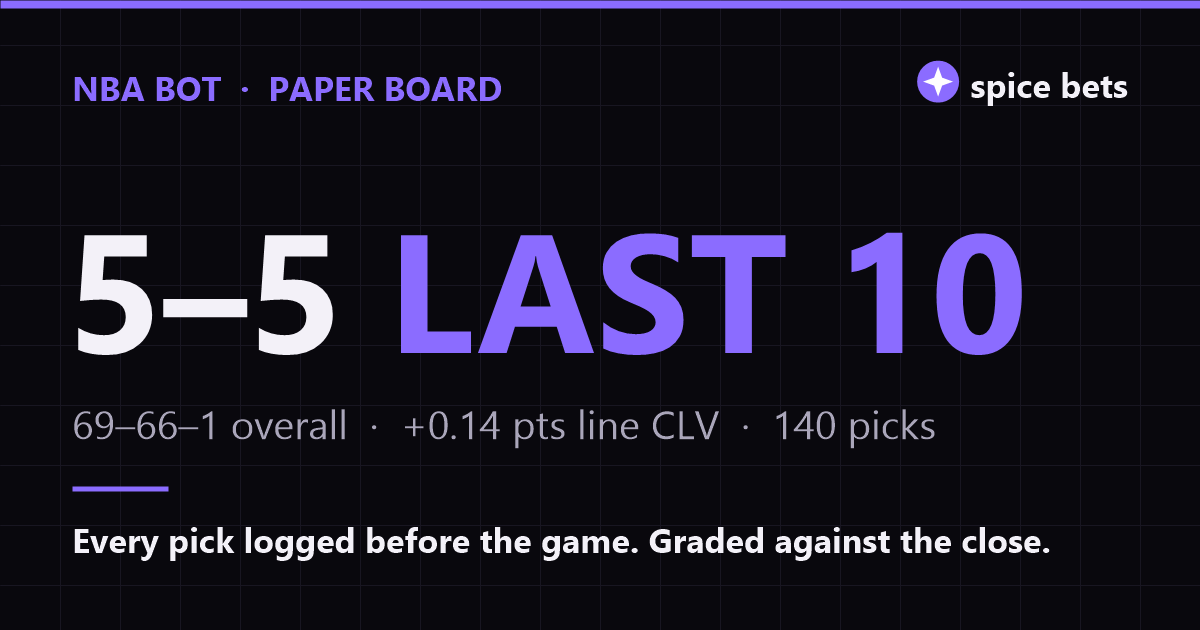 NBA BOT · PAPER BOARD
spice bets
5–5 LAST 10
69–66–1 overall · +0.14 pts line CLV · 140 picks
Every pick logged before the game. Graded against the close.